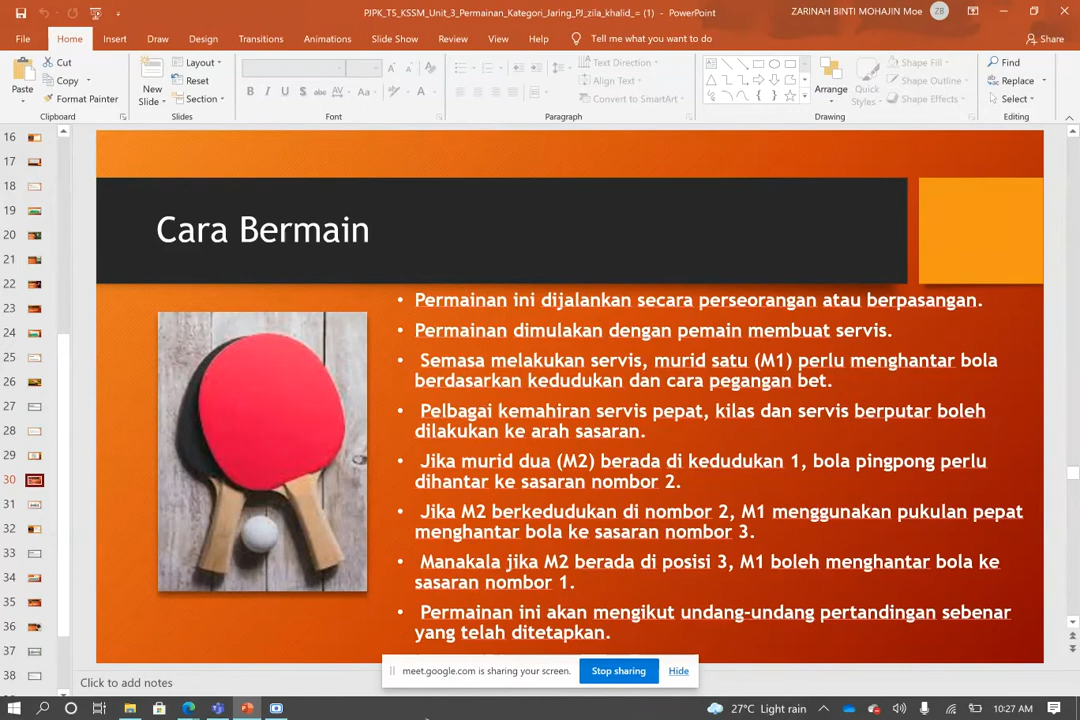 PJPK_T5_KSSM_Unit_3_Permainan_Kategori_Jaring_PJ_zila_khalid_= (1) - PowerPoint
ZARINAH BINTI MOHAJIN Moe
ZB
File Home Insert Draw Design Transitions Animations Slide Show Review View Help Tell me what you want to do Share
Paste
Cut
Copy
Format Painter
Clipboard
New
Slide
Layout
Reset
Section
Slides
B I U S abc AV Aa A
Font
Text Direction
Align Text
Convert to SmartArt
Paragraph
Arrange
Quick
Styles
Shape Fill
Shape Outline
Shape Effects
Drawing
Find
Replace
Select
Editing
16
17
18
19
20
21
22
23
24
25
26
27
28
29
30
31
32
33
34
35
36
37
38
Cara Bermain
• Permainan ini dijalankan secara perseorangan atau berpasangan.
• Permainan dimulakan dengan pemain membuat servis.
• Semasa melakukan servis, murid satu (M1) perlu menghantar bola
berdasarkan kedudukan dan cara pegangan bet.
• Pelbagai kemahiran servis pepat, kilas dan servis berputar boleh
dilakukan ke arah sasaran.
• Jika murid dua (M2) berada di kedudukan 1, bola pingpong perlu
dihantar ke sasaran nombor 2.
• Jika M2 berkedudukan di nombor 2, M1 menggunakan pukulan pepat
menghantar bola ke sasaran nombor 3.
• Manakala jika M2 berada di posisi 3, M1 boleh menghantar bola ke
sasaran nombor 1.
• Permainan ini akan mengikut undang-undang pertandingan sebenar
yang telah ditetapkan.
meet.google.com is sharing your screen. Stop sharing Hide
Click to add notes
27°C Light rain
10:27 AM